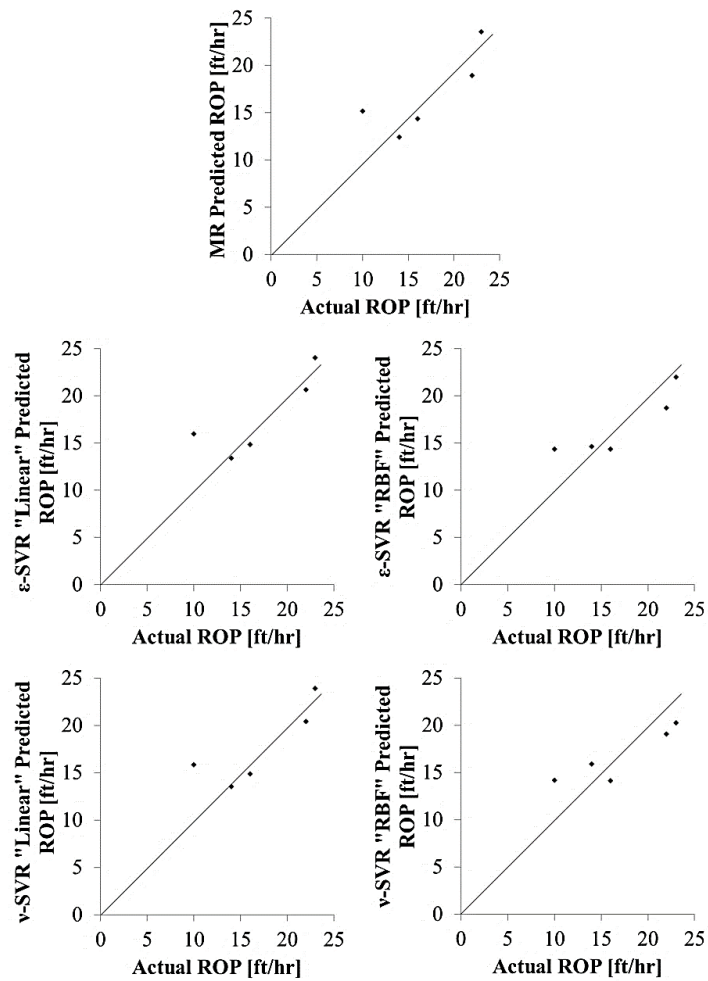 MR Predicted ROP [ft/hr]
25
20
15
10
5
0
0 5 10 15 20 25
Actual ROP [ft/hr]
ε-SVR "Linear" Predicted
ROP [ft/hr]
25
20
15
10
5
0
0 5 10 15 20 25
Actual ROP [ft/hr]
ε-SVR "RBF" Predicted
ROP [ft/hr]
25
20
15
10
5
0
0 5 10 15 20 25
Actual ROP [ft/hr]
ν-SVR "Linear" Predicted
ROP [ft/hr]
25
20
15
10
5
0
0 5 10 15 20 25
Actual ROP [ft/hr]
ν-SVR "RBF" Predicted
ROP [ft/hr]
25
20
15
10
5
0
0 5 10 15 20 25
Actual ROP [ft/hr]